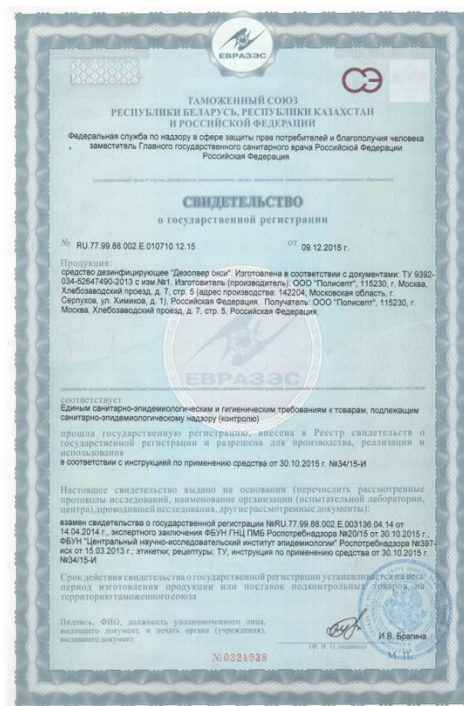 ЕВРАЗЭС
СЭ
ТАМОЖЕННЫЙ СОЮЗ
РЕСПУБЛИКИ БЕЛАРУСЬ, РЕСПУБЛИКИ КАЗАХСТАН
И РОССИЙСКОЙ ФЕДЕРАЦИИ
Федеральная служба по надзору в сфере защиты прав потребителей и благополучия человека
заместитель Главного государственного санитарного врача Российской Федерации
Российская Федерация
СВИДЕТЕЛЬСТВО
о государственной регистрации
№ RU.77.99.88.002.Е.010710.12.15 от 09.12.2015 г.
Продукция:
средство дезинфицирующее "Дезолвер окси". Изготовлена в соответствии с документами: ТУ 9392-
034-52647490-2013 с изм.№1. Изготовитель (производитель): ООО "Полисепт", 115230, г. Москва,
Хлебозаводский проезд, д. 7, стр. 5 (адрес производства: 142204, Московская область, г.
Серпухов, ул. Химиков, д. 1), Российская Федерация. Получатель: ООО "Полисепт", 115230, г.
Москва, Хлебозаводский проезд, д. 7, стр. 5, Российская Федерация.
ЕВРАЗЭС
соответствует
Единым санитарно-эпидемиологическим и гигиеническим требованиям к товарам, подлежащим
санитарно-эпидемиологическому надзору (контролю)
прошла государственную регистрацию, внесена в Реестр свидетельств о
государственной регистрации и разрешена для производства, реализации и
использования
в соответствии с инструкцией по применению средства от 30.10.2015 г. №34/15-И
Настоящее свидетельство выдано на основании (перечислить рассмотренные
протоколы исследований, наименование организации (испытательной лаборатории,
центра), проводившей исследования, другие рассмотренные документы):
взамен свидетельства о государственной регистрации №RU.77.99.88.002.Е.003136.04.14 от
14.04.2014 г., экспертного заключения ФБУН ГНЦ ПМБ Роспотребнадзора №20/15 от 30.10.2015 г.,
ФБУН "Центральный научно-исследовательский институт эпидемиологии" Роспотребнадзора №397-
исх от 15.03.2013 г.; этикетки; рецептуры; ТУ; инструкция по применению средства от 30.10.2015 г.
№34/15-И
Срок действия свидетельства о государственной регистрации устанавливается на весь
период изготовления продукции или поставок подконтрольных товаров, на
территорию таможенного союза
Подпись, ФИО, должность уполномоченного лица,
выдавшего документ, и печать органа (учреждения),
выдавшего документ
И.В. Брагина
(Ф. И. О./подпись)
М. П.
№0324938